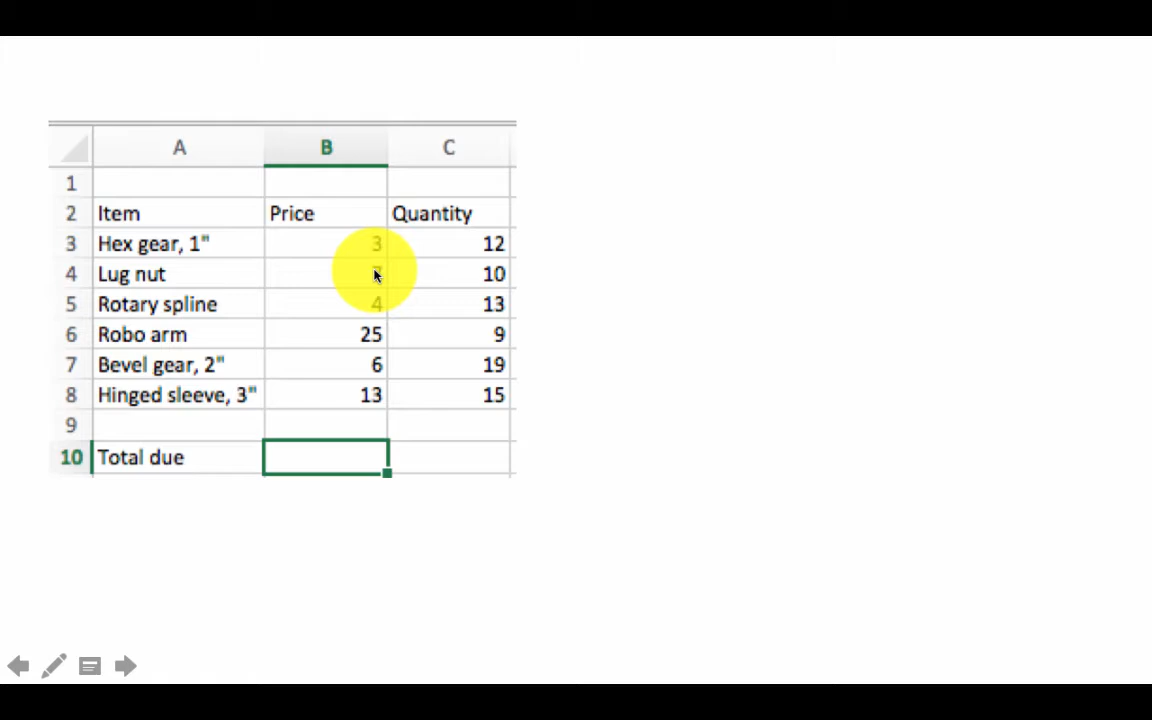 A B C
1
2 Item Price Quantity
3 Hex gear, 1" 3 12
4 Lug nut 10
5 Rotary spline 4 13
6 Robo arm 25 9
7 Bevel gear, 2" 6 19
8 Hinged sleeve, 3" 13 15
9
10 Total due